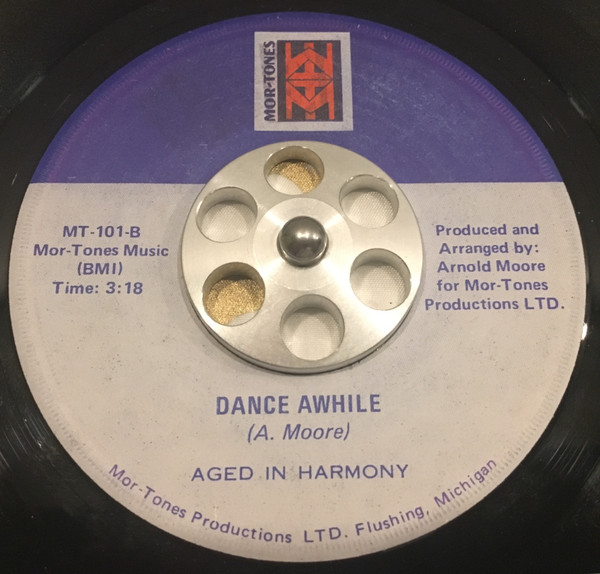 MOR-TONES
MT-101-B
Mor-Tones Music
(BMI)
Time: 3:18
Produced and
Arranged by:
Arnold Moore
for Mor-Tones
Productions LTD.
DANCE AWHILE
(A. Moore)
AGED IN HARMONY
Mor-Tones Productions LTD. Flushing, Michigan